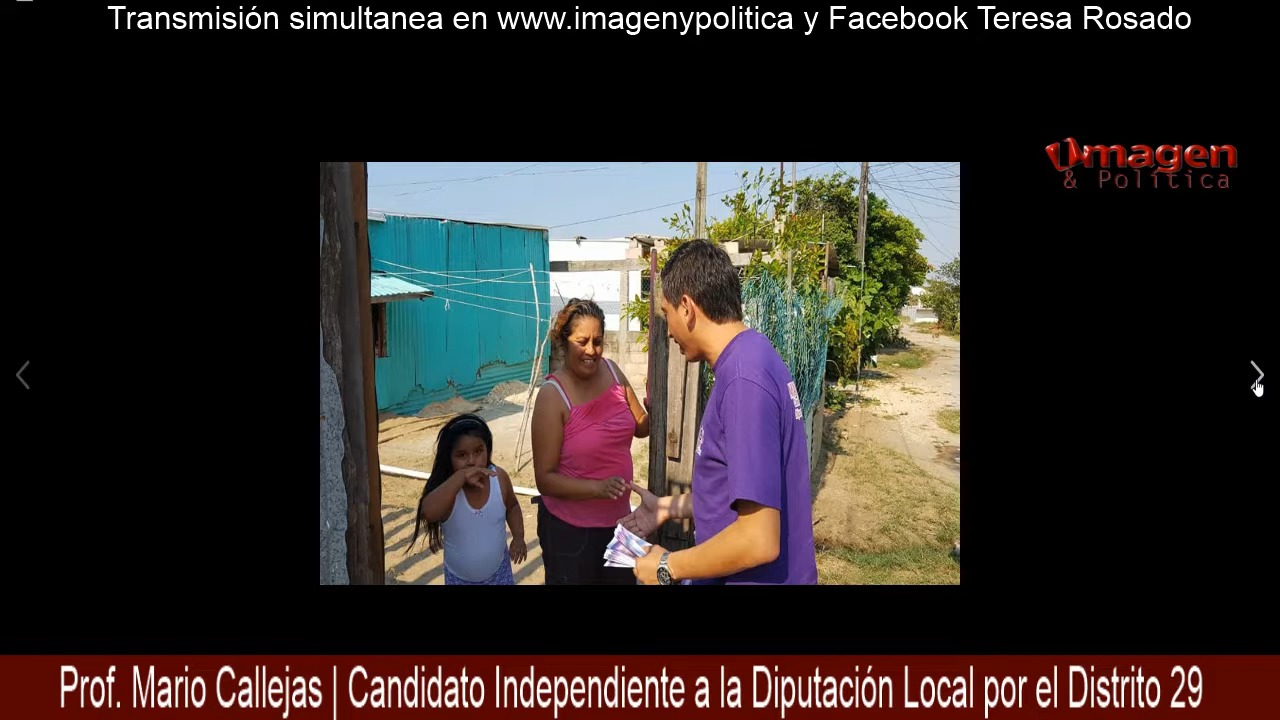 Transmisión simultanea en www.imagenypolitica y Facebook Teresa Rosado
Imagen
& Política
Prof. Mario Callejas | Candidato Independiente a la Diputación Local por el Distrito 29